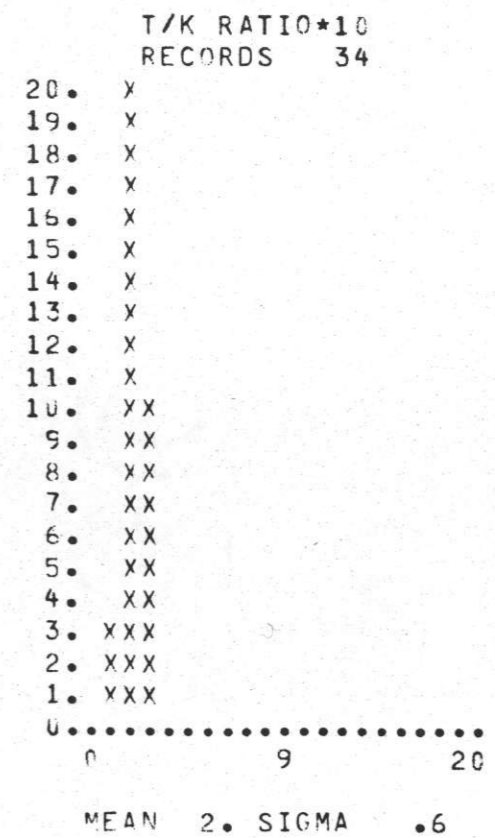 T/K RATIO*10
RECORDS 34
20. X
19. X
18. X
17. X
16. X
15. X
14. X
13. X
12. X
11. X
10. XX
9. XX
8. XX
7. XX
6. XX
5. XX
4. XX
3. XXX
2. XXX
1. XXX
0..................
0 9 20
MEAN 2. SIGMA .6